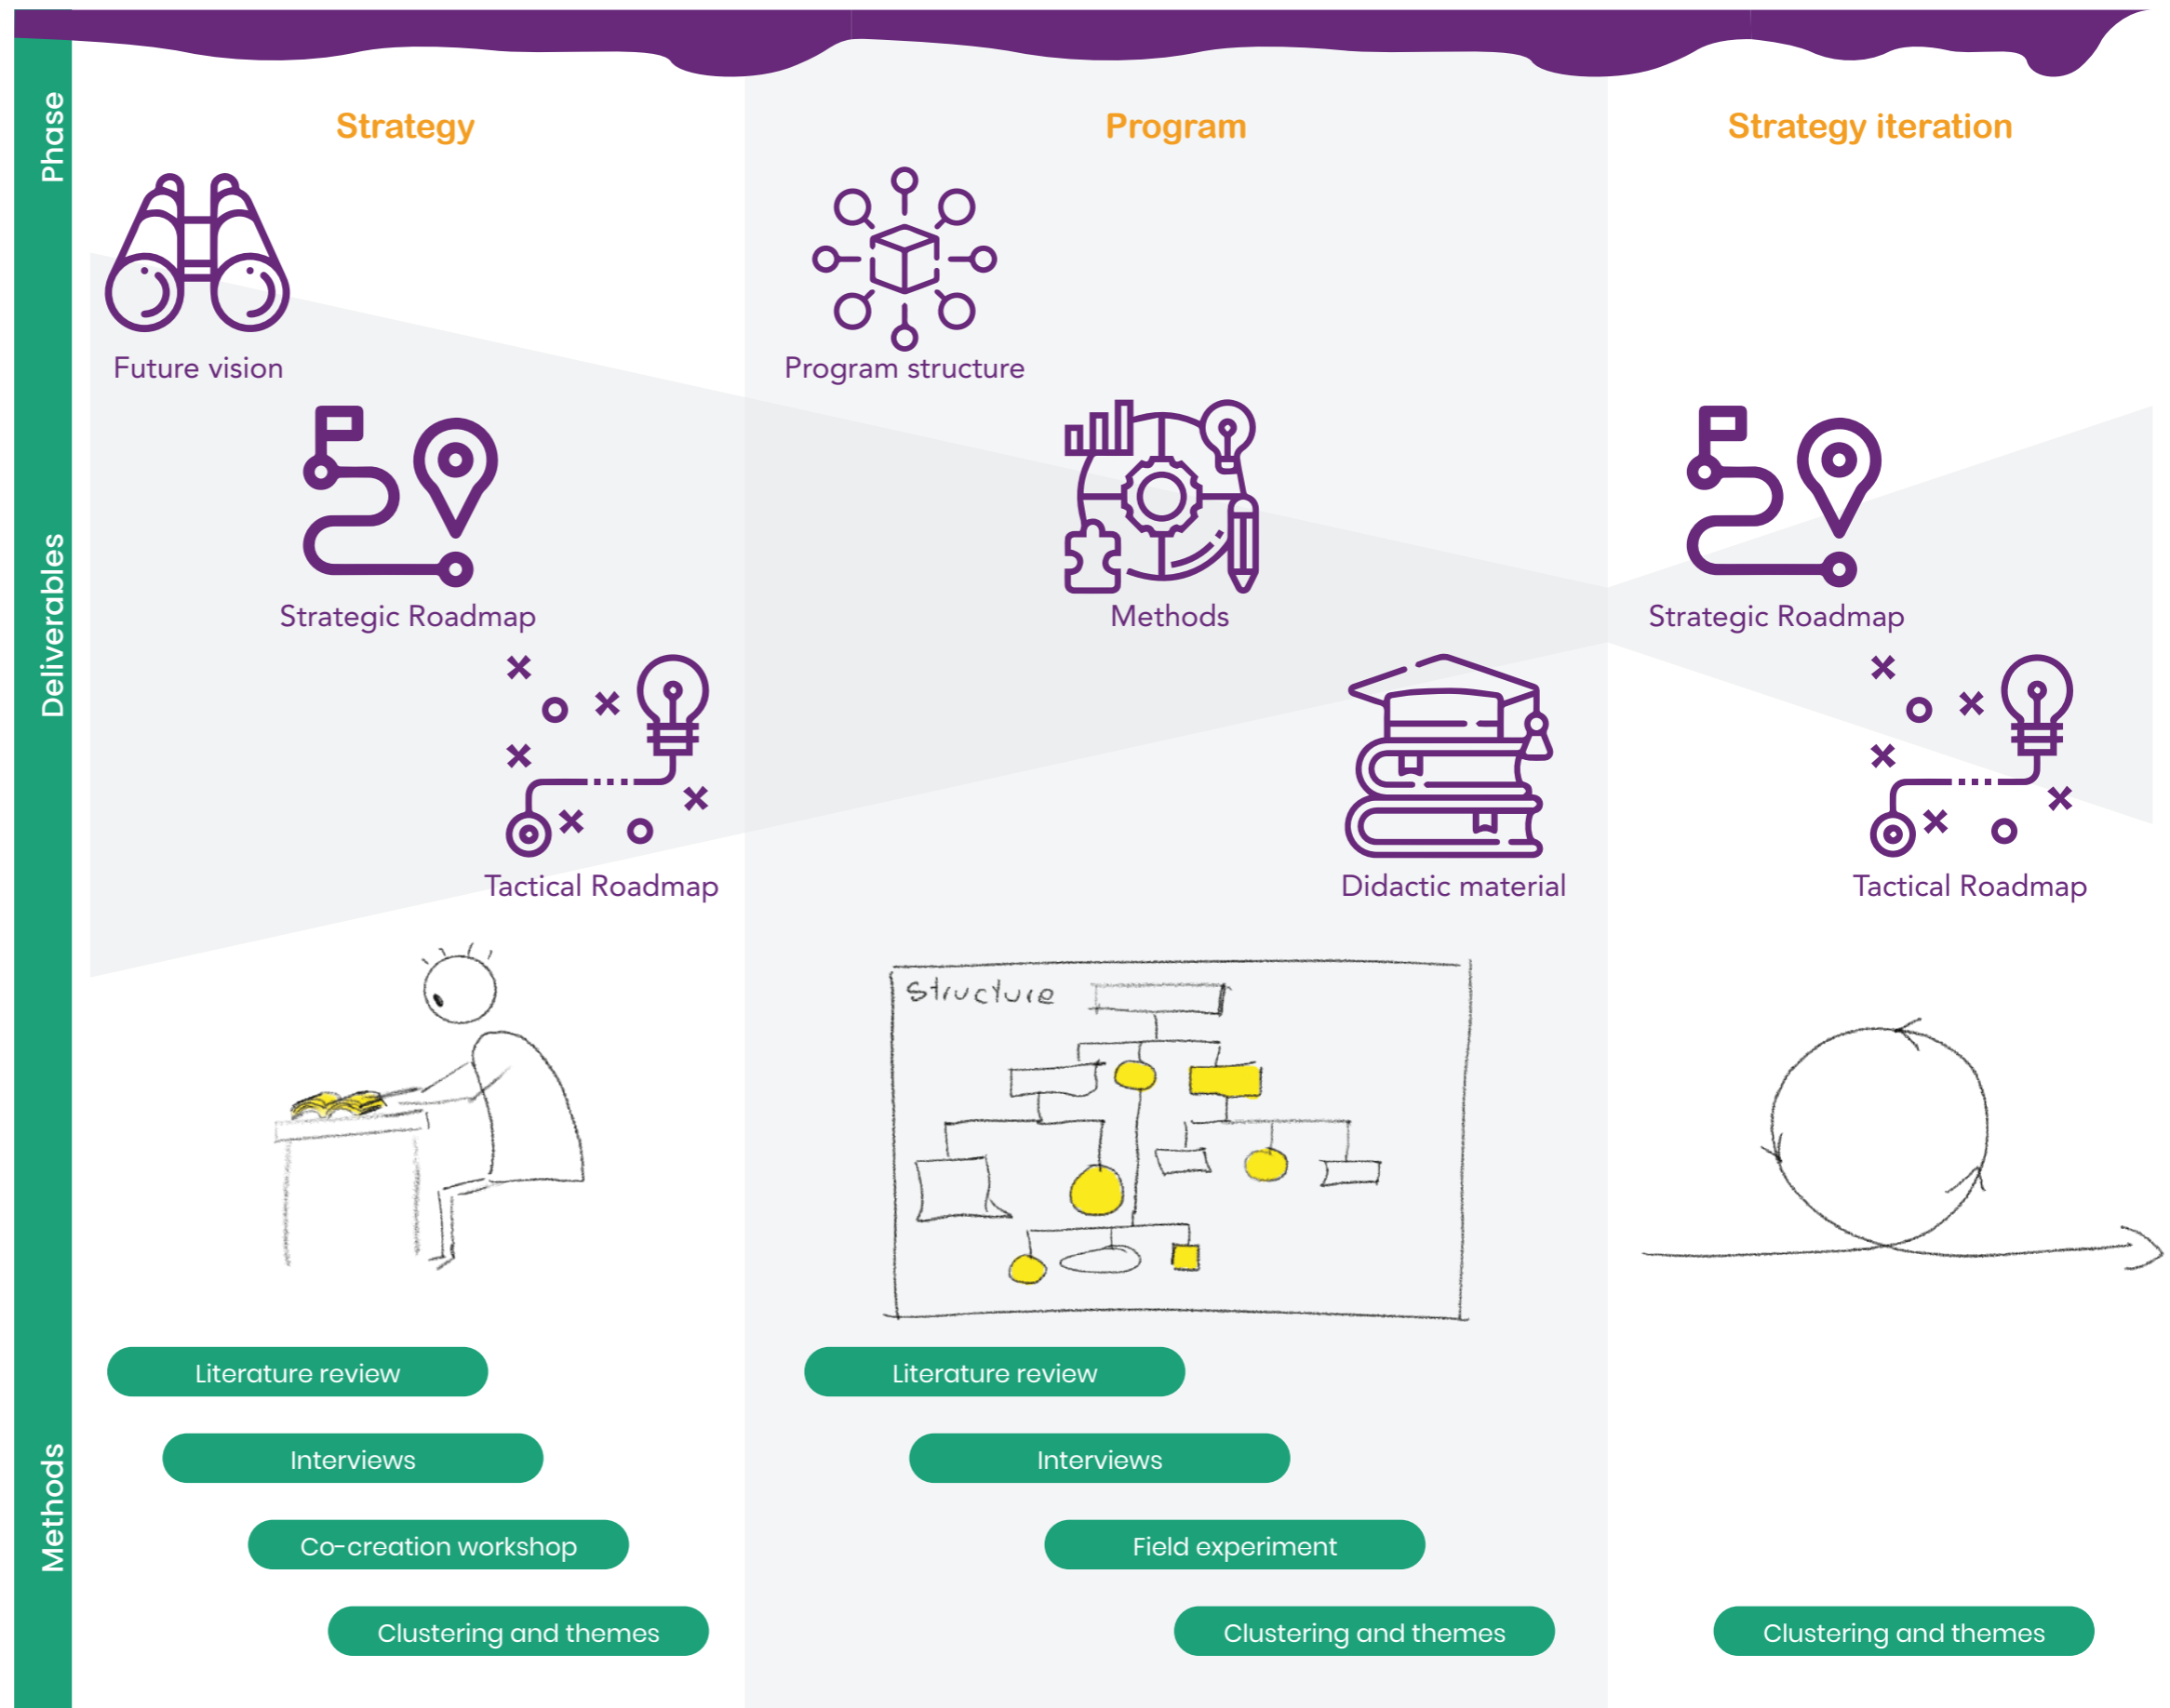 Phase
Strategy
Program
Strategy iteration
Deliverables
Future vision
Program structure
Strategic Roadmap
Methods
Strategic Roadmap
Tactical Roadmap
Didactic material
Tactical Roadmap
Structure
Methods
Literature review
Literature review
Interviews
Interviews
Co-creation workshop
Field experiment
Clustering and themes
Clustering and themes
Clustering and themes